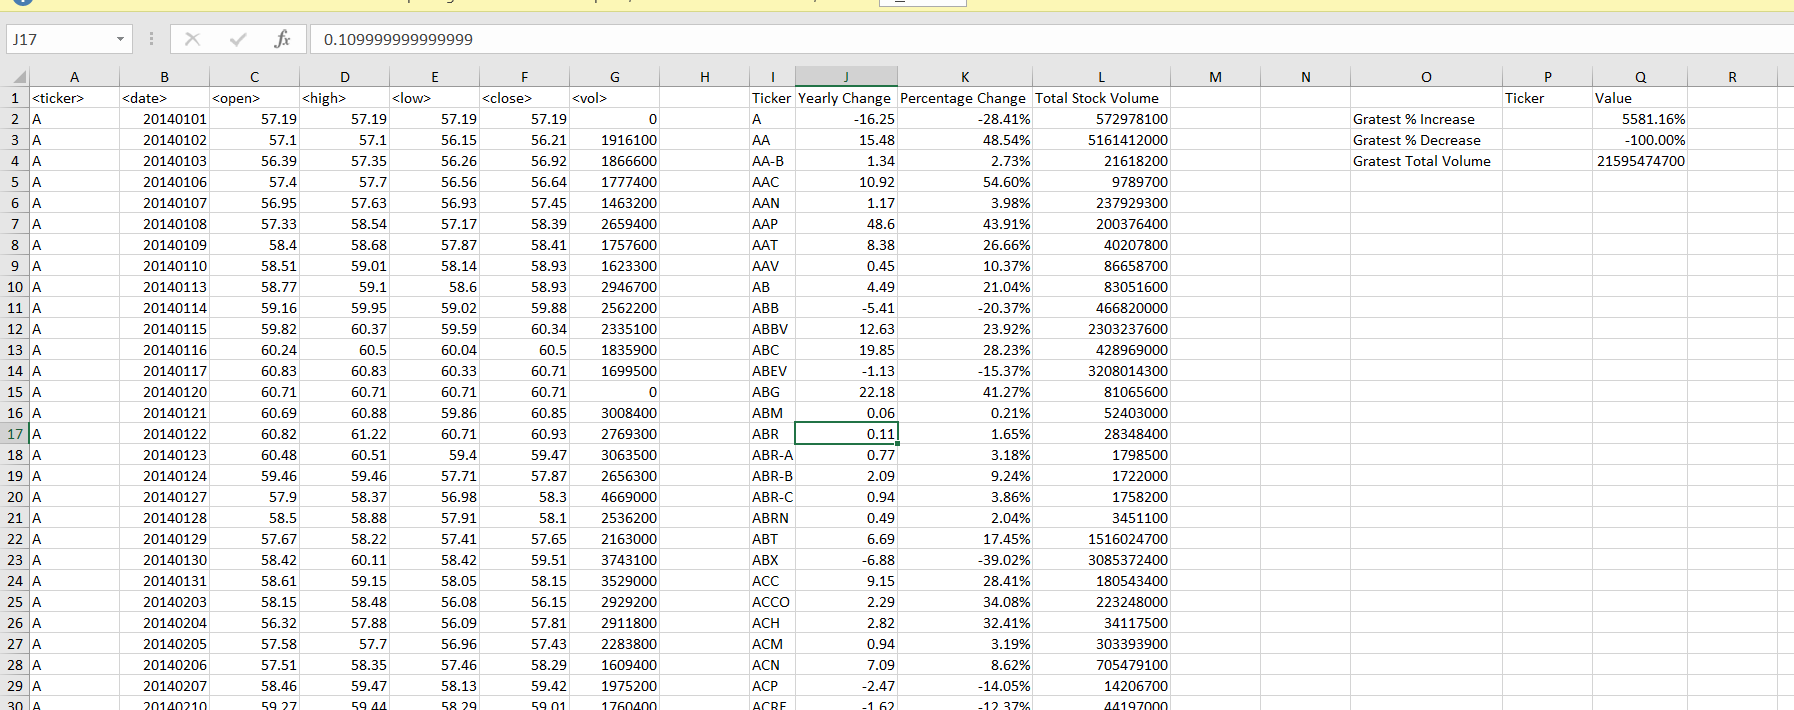 J17 fx 0.109999999999999
A B C D E F G H I J K L M N O P Q R
1 <ticker> <date> <open> <high> <low> <close> <vol> Ticker Yearly Change Percentage Change Total Stock Volume Ticker Value
2 A 20140101 57.19 57.19 57.19 57.19 0 A -16.25 -28.41% 572978100 Gratest % Increase 5581.16%
3 A 20140102 57.1 57.1 56.15 56.21 1916100 AA 15.48 48.54% 5161412000 Gratest % Decrease -100.00%
4 A 20140103 56.39 57.35 56.26 56.92 1866600 AA-B 1.34 2.73% 21618200 Gratest Total Volume 21595474700
5 A 20140106 57.4 57.7 56.56 56.64 1777400 AAC 10.92 54.60% 9789700
6 A 20140107 56.95 57.63 56.93 57.45 1463200 AAN 1.17 3.98% 237929300
7 A 20140108 57.33 58.54 57.17 58.39 2659400 AAP 48.6 43.91% 200376400
8 A 20140109 58.4 58.68 57.87 58.41 1757600 AAT 8.38 26.66% 40207800
9 A 20140110 58.51 59.01 58.14 58.93 1623300 AAV 0.45 10.37% 86658700
10 A 20140113 58.77 59.1 58.6 58.93 2946700 AB 4.49 21.04% 83051600
11 A 20140114 59.16 59.95 59.02 59.88 2562200 ABB -5.41 -20.37% 466820000
12 A 20140115 59.82 60.37 59.59 60.34 2335100 ABBV 12.63 23.92% 2303237600
13 A 20140116 60.24 60.5 60.04 60.5 1835900 ABC 19.85 28.23% 428969000
14 A 20140117 60.83 60.83 60.33 60.71 1699500 ABEV -1.13 -15.37% 3208014300
15 A 20140120 60.71 60.71 60.71 60.71 0 ABG 22.18 41.27% 81065600
16 A 20140121 60.69 60.88 59.86 60.85 3008400 ABM 0.06 0.21% 52403000
17 A 20140122 60.82 61.22 60.71 60.93 2769300 ABR 0.11 1.65% 28348400
18 A 20140123 60.48 60.51 59.4 59.47 3063500 ABR-A 0.77 3.18% 1798500
19 A 20140124 59.46 59.46 57.71 57.87 2656300 ABR-B 2.09 9.24% 1722000
20 A 20140127 57.9 58.37 56.98 58.3 4669000 ABR-C 0.94 3.86% 1758200
21 A 20140128 58.5 58.88 57.91 58.1 2536200 ABRN 0.49 2.04% 3451100
22 A 20140129 57.67 58.22 57.41 57.65 2163000 ABT 6.69 17.45% 1516024700
23 A 20140130 58.42 60.11 58.42 59.51 3743100 ABX -6.88 -39.02% 3085372400
24 A 20140131 58.61 59.15 58.05 58.15 3529000 ACC 9.15 28.41% 180543400
25 A 20140203 58.15 58.48 56.08 56.15 2929200 ACCO 2.29 34.08% 223248000
26 A 20140204 56.32 57.88 56.09 57.81 2911800 ACH 2.82 32.41% 34117500
27 A 20140205 57.58 57.7 56.96 57.43 2283800 ACM 0.94 3.19% 303393900
28 A 20140206 57.51 58.35 57.46 58.29 1609400 ACN 7.09 8.62% 705479100
29 A 20140207 58.46 59.47 58.13 59.42 1975200 ACP -2.47 -14.05% 14206700
30 A 20140210 59.27 59.44 58.29 59.01 1760400 ACRE -1.62 -12.37% 44197000